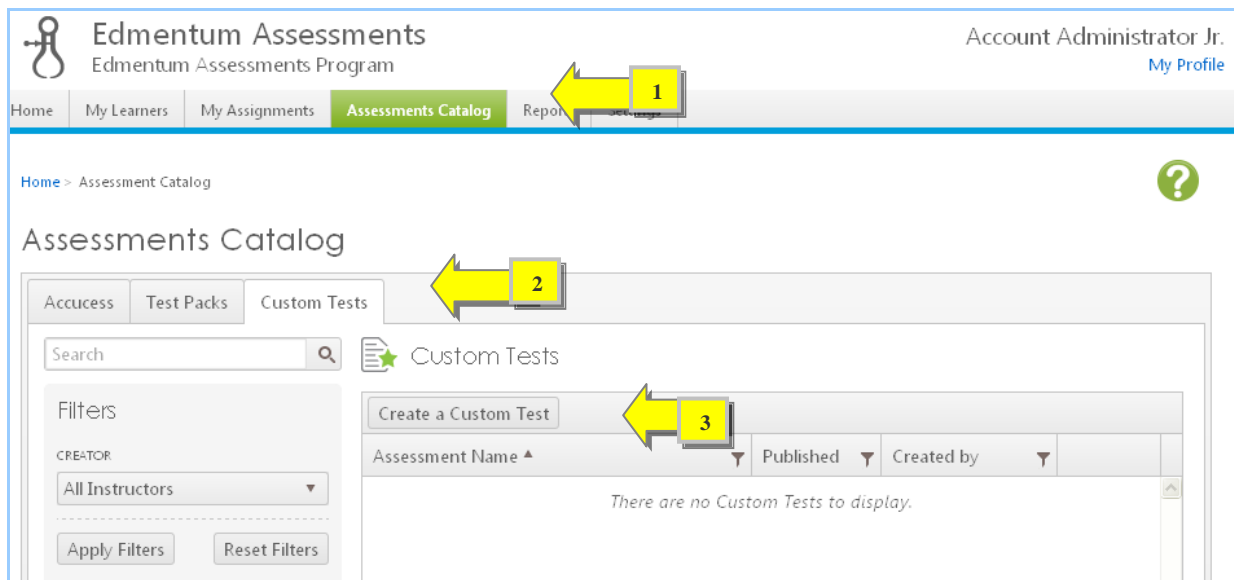 Edmentum Assessments
Edmentum Assessments Program
Account Administrator Jr.
My Profile
1
Home My Learners My Assignments Assessments Catalog Repor Settings
Home > Assessment Catalog
?
Assessments Catalog
2
Accucess Test Packs Custom Tests
Search
Custom Tests
Filters
Create a Custom Test
3
CREATOR
Assessment Name Published Created by
All Instructors
There are no Custom Tests to display.
Apply Filters Reset Filters